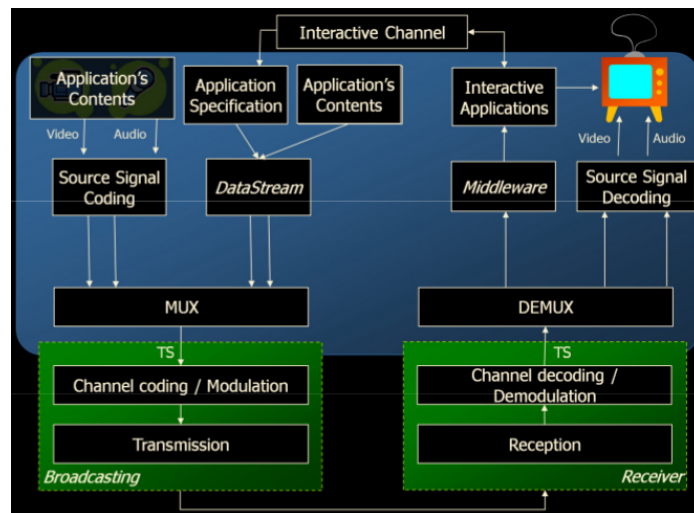 Interactive Channel
Application's
Contents
Application
Specification
Application's
Contents
Interactive
Applications
Video
Audio
Video
Audio
Source Signal
Coding
DataStream
Middleware
Source Signal
Decoding
MUX
DEMUX
TS
TS
Channel coding / Modulation
Channel decoding /
Demodulation
Transmission
Reception
Broadcasting
Receiver